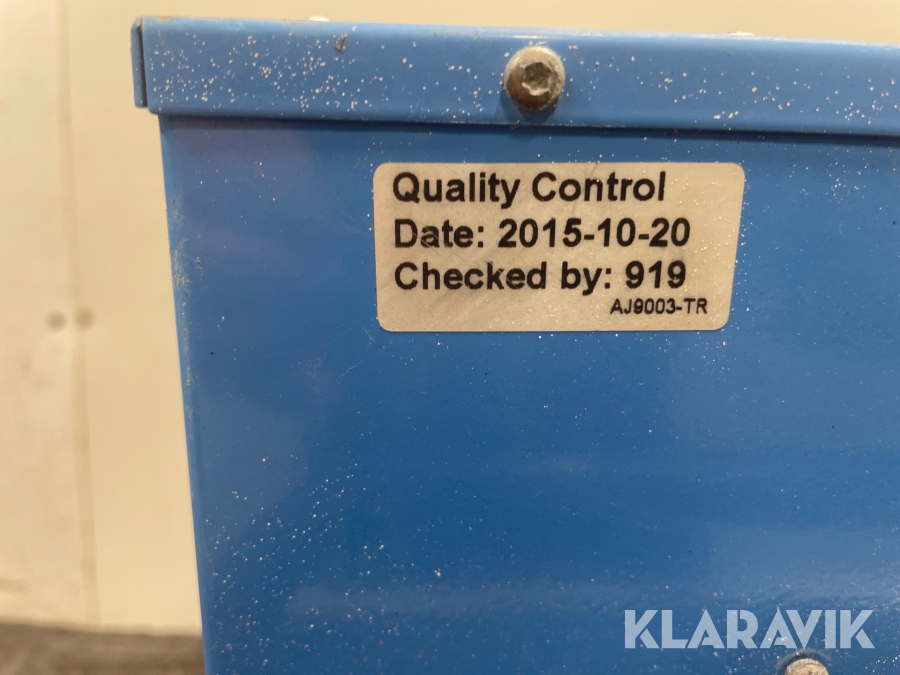 Quality Control
Date: 2015-10-20
Checked by: 919
AJ9003-TR
KLARAVIK